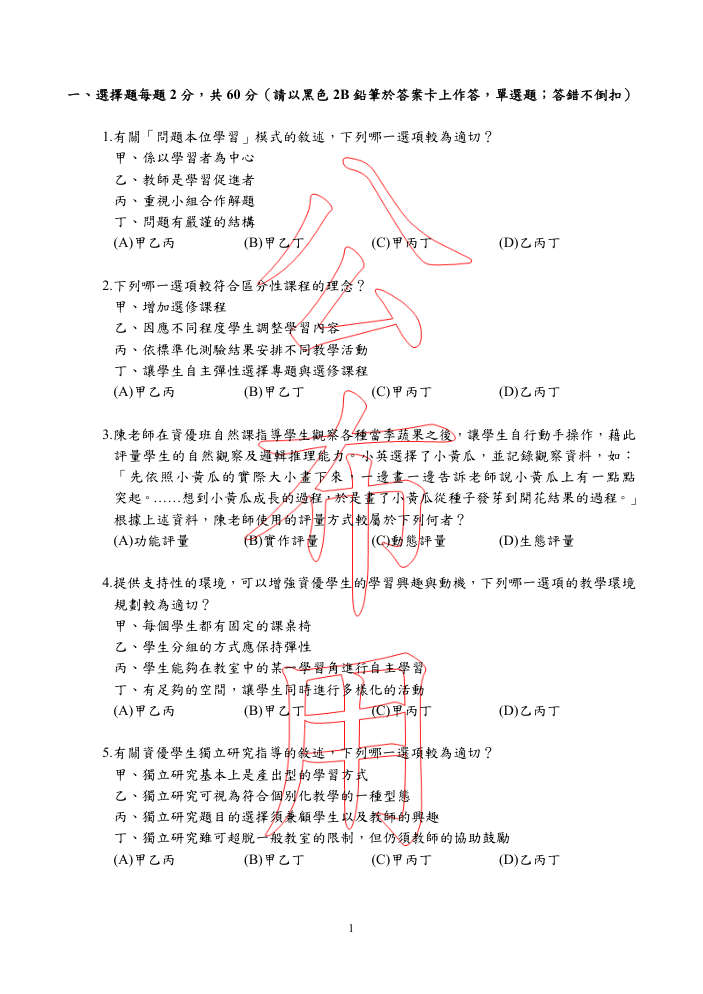 一、選擇題每題 2 分，共 60 分（請以黑色 2B 鉛筆於答案卡上作答，單選題；答錯不倒扣）
1.有關「問題本位學習」模式的敘述，下列哪一選項較為適切？
甲、係以學習者為中心
乙、教師是學習促進者
丙、重視小組合作解題
丁、問題有嚴謹的結構
(A)甲乙丙 (B)甲乙丁 (C)甲丙丁 (D)乙丙丁
2.下列哪一選項較符合區分性課程的理念？
甲、增加選修課程
乙、因應不同程度學生調整學習內容
丙、依標準化測驗結果安排不同教學活動
丁、讓學生自主彈性選擇專題與選修課程
(A)甲乙丙 (B)甲乙丁 (C)甲丙丁 (D)乙丙丁
3.陳老師在資優班自然課指導學生觀察各種當季蔬果之後，讓學生自行動手操作，藉此
評量學生的自然觀察及邏輯推理能力。小英選擇了小黃瓜，並記錄觀察資料，如：
「先依照小黃瓜的實際大小畫下來，一邊畫一邊告訴老師說小黃瓜上有一點點
突起。……想到小黃瓜成長的過程，於是畫了小黃瓜從種子發芽到開花結果的過程。」
根據上述資料，陳老師使用的評量方式較屬於下列何者？
(A)功能評量 (B)實作評量 (C)動態評量 (D)生態評量
4.提供支持性的環境，可以增強資優學生的學習興趣與動機，下列哪一選項的教學環境
規劃較為適切？
甲、每個學生都有固定的課桌椅
乙、學生分組的方式應保持彈性
丙、學生能夠在教室中的某一學習角進行自主學習
丁、有足夠的空間，讓學生同時進行多樣化的活動
(A)甲乙丙 (B)甲乙丁 (C)甲丙丁 (D)乙丙丁
5.有關資優學生獨立研究指導的敘述，下列哪一選項較為適切？
甲、獨立研究基本上是產出型的學習方式
乙、獨立研究可視為符合個別化教學的一種型態
丙、獨立研究題目的選擇須兼顧學生以及教師的興趣
丁、獨立研究雖可超脫一般教室的限制，但仍須教師的協助鼓勵
(A)甲乙丙 (B)甲乙丁 (C)甲丙丁 (D)乙丙丁
1
公
布
用